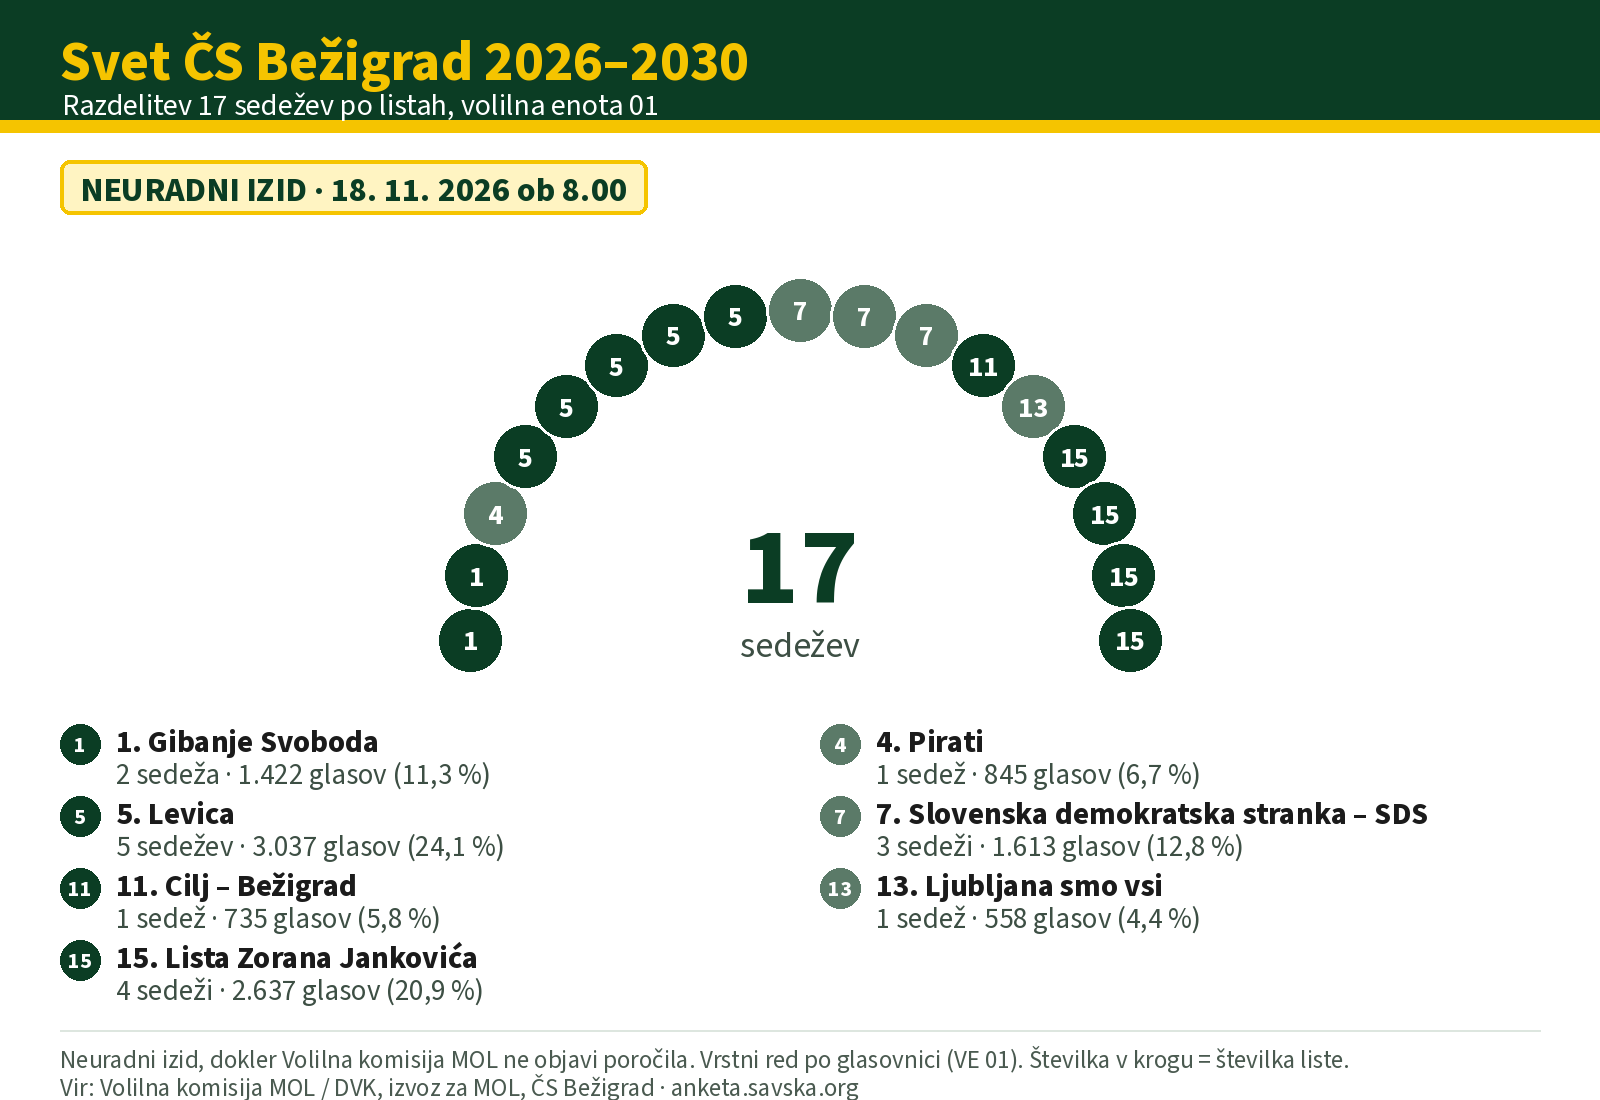 Svet ČS Bežigrad 2026–2030
Razdelitev 17 sedežev po listah, volilna enota 01
NEURADNI IZID · 18. 11. 2026 ob 8.00
1
1
4
5
5
5
5
5
7
7
7
11
13
15
15
15
15
17
sedežev
1
1. Gibanje Svoboda
2 sedeža · 1.422 glasov (11,3 %)
4
4. Pirati
1 sedež · 845 glasov (6,7 %)
5
5. Levica
5 sedežev · 3.037 glasov (24,1 %)
7
7. Slovenska demokratska stranka – SDS
3 sedeži · 1.613 glasov (12,8 %)
11
11. Cilj – Bežigrad
1 sedež · 735 glasov (5,8 %)
13
13. Ljubljana smo vsi
1 sedež · 558 glasov (4,4 %)
15
15. Lista Zorana Jankovića
4 sedeži · 2.637 glasov (20,9 %)
Neuradni izid, dokler Volilna komisija MOL ne objavi poročila. Vrstni red po glasovnici (VE 01). Številka v krogu = številka liste.
Vir: Volilna komisija MOL / DVK, izvoz za MOL, ČS Bežigrad · anketa.savska.org